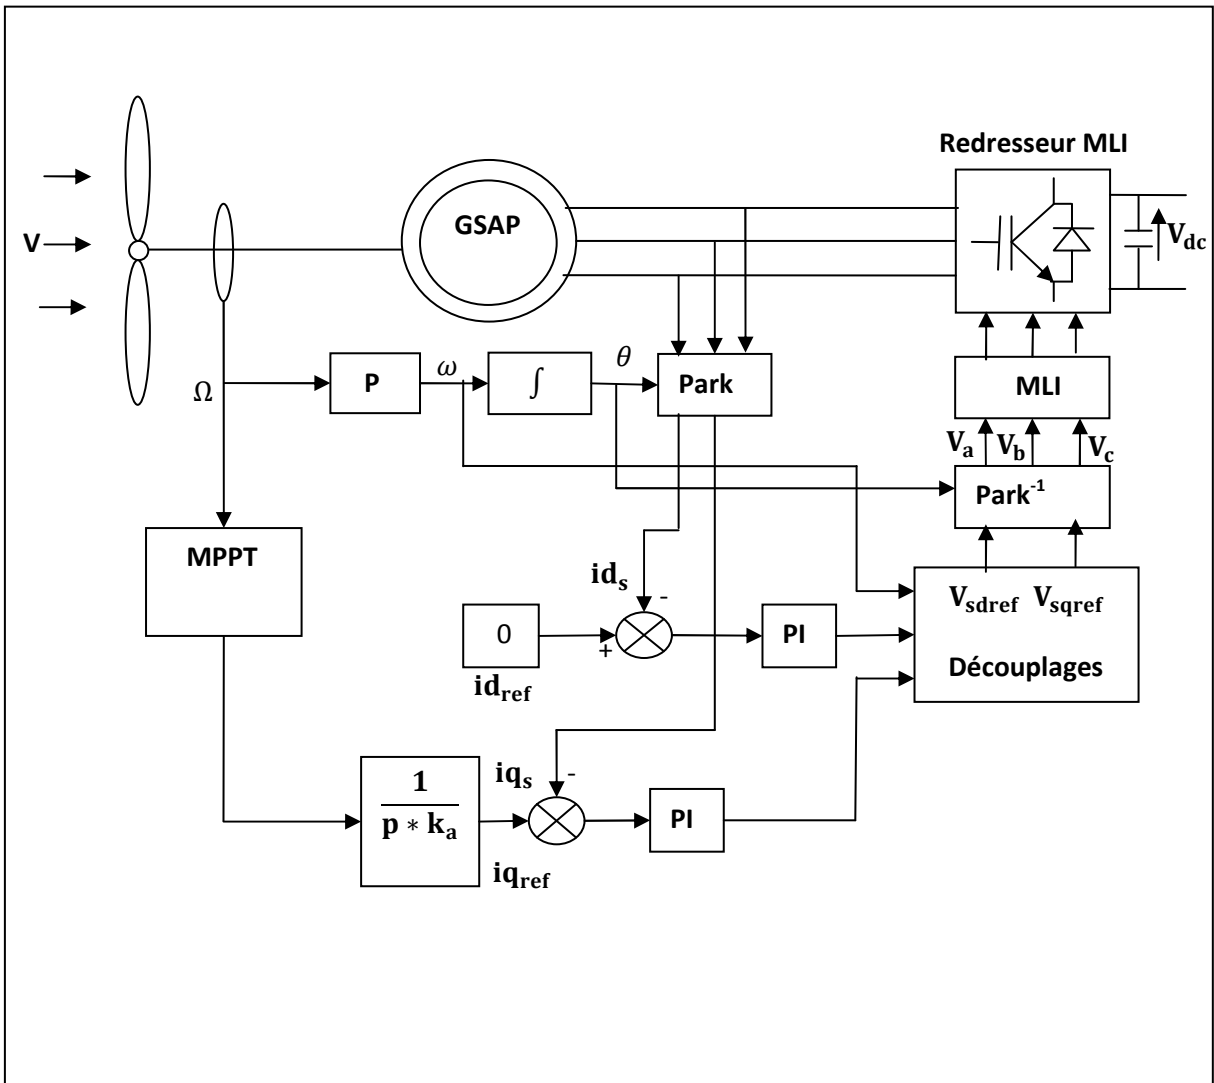 Redresseur MLI
GSAP
V
V_dc
Ω
P
ω
∫
θ
Park
MLI
V_a V_b V_c
Park⁻¹
MPPT
id_s
-
V_sdref V_sqref
0
+
PI
Découplages
id_ref
1
p ∗ k_a
iq_s
-
PI
iq_ref